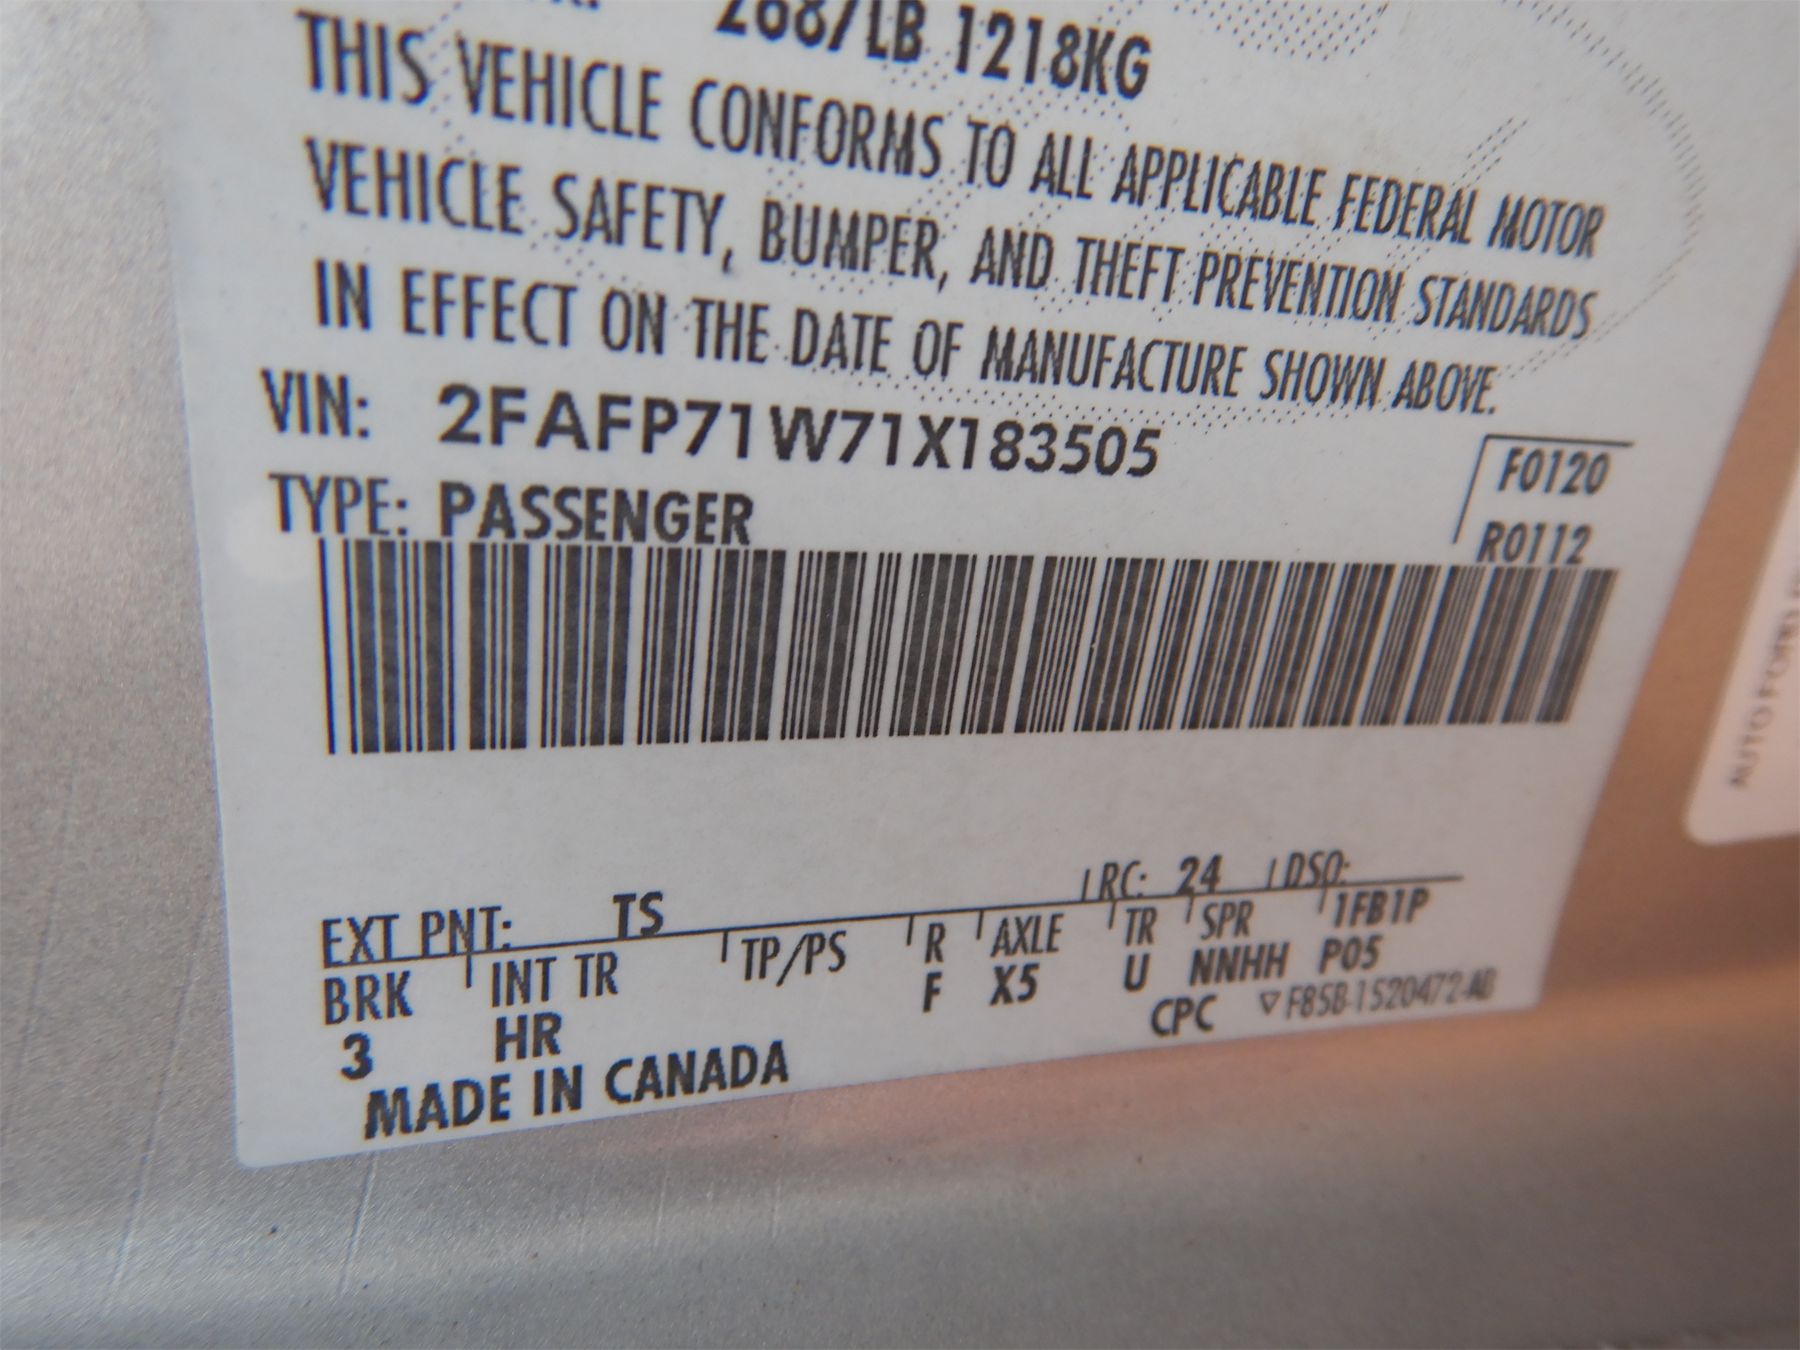 2687LB 1218KG
THIS VEHICLE CONFORMS TO ALL APPLICABLE FEDERAL MOTOR
VEHICLE SAFETY, BUMPER, AND THEFT PREVENTION STANDARDS
IN EFFECT ON THE DATE OF MANUFACTURE SHOWN ABOVE.
VIN: 2FAFP71W71X183505
F0120
TYPE: PASSENGER
R0112
EXT PNT: TS RC: 24 DSO:
BRK INT TR TP/PS R AXLE TR SPR 1FB1P
3 HR F X5 U NNHH P05
MADE IN CANADA
CPC ▽ F85B-1520472-AB
AUTO FORD